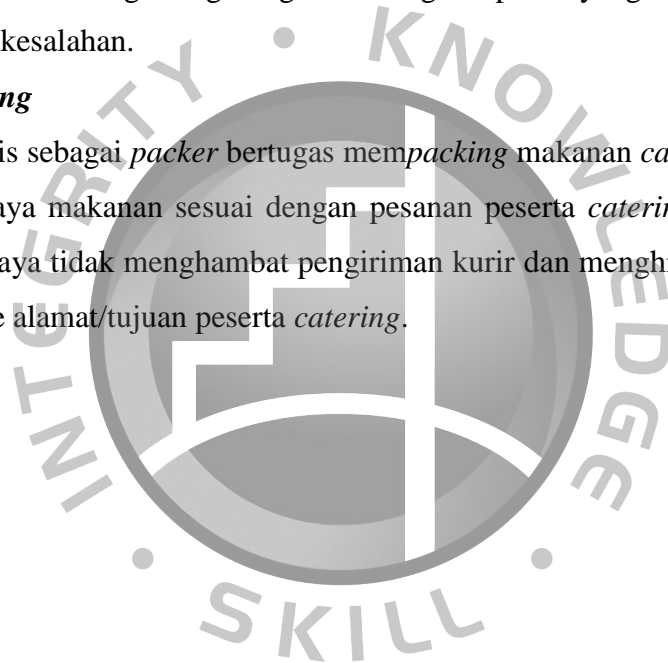 kesalahan.
ng
is sebagai packer bertugas mempacking makanan ca
aya makanan sesuai dengan pesanan peserta caterin
aya tidak menghambat pengiriman kurir dan menghi
e alamat/tujuan peserta catering.
INTEGRITY • KNOWLEDGE • SKILL •